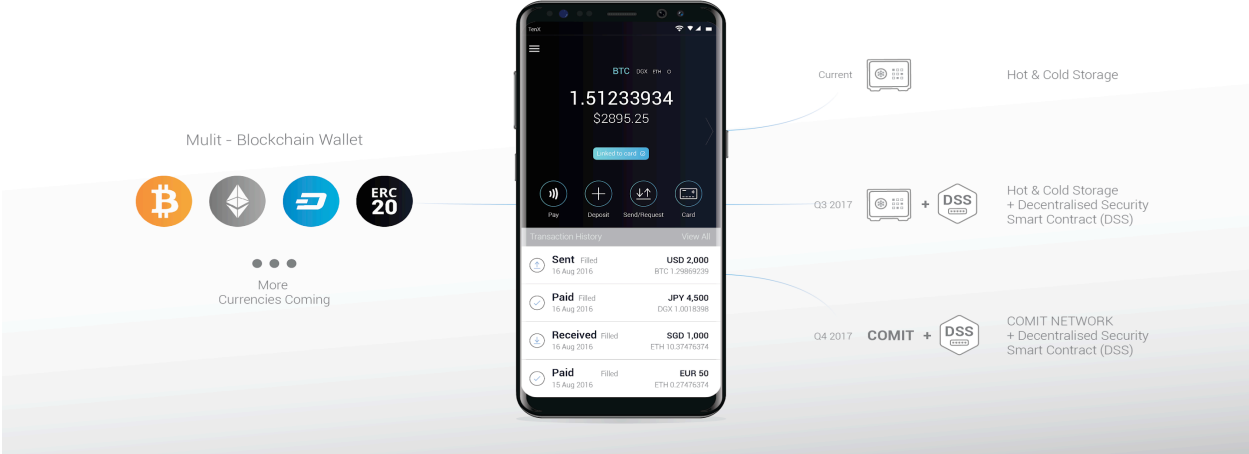 Mulit - Blockchain Wallet
ERC
20
More
Currencies Coming
TenX
BTC DGX ETH
1.51233934
$2895.25
Linked to card
Pay Deposit Send/Request Card
Transaction History View All
Sent Filled USD 2,000
16 Aug 2016 BTC 1.29869239
Paid Filled JPY 4,500
16 Aug 2016 DGX 1.0018398
Received Filled SGD 1,000
16 Aug 2016 ETH 10.37476374
Paid Filled EUR 50
15 Aug 2016 ETH 0.27476374
Current Hot & Cold Storage
Q3 2017 + DSS
Hot & Cold Storage
+ Decentralised Security
Smart Contract (DSS)
Q4 2017 COMIT + DSS
COMIT NETWORK
+ Decentralised Security
Smart Contract (DSS)